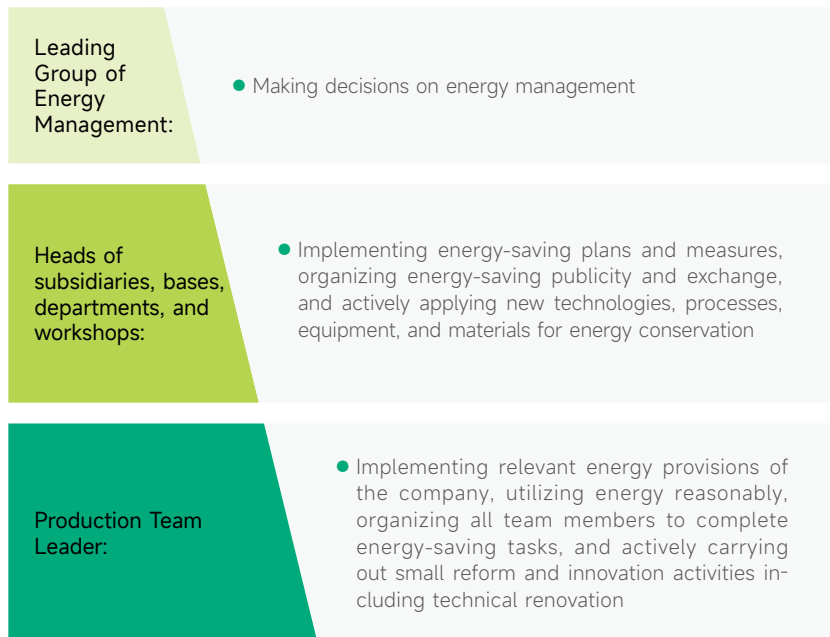 Leading
Group of
Energy
Management:
● Making decisions on energy management
Heads of
subsidiaries, bases,
departments, and
workshops:
● Implementing energy-saving plans and measures,
organizing energy-saving publicity and exchange,
and actively applying new technologies, processes,
equipment, and materials for energy conservation
Production Team
Leader:
● Implementing relevant energy provisions of
the company, utilizing energy reasonably,
organizing all team members to complete
energy-saving tasks, and actively carrying
out small reform and innovation activities in-
cluding technical renovation